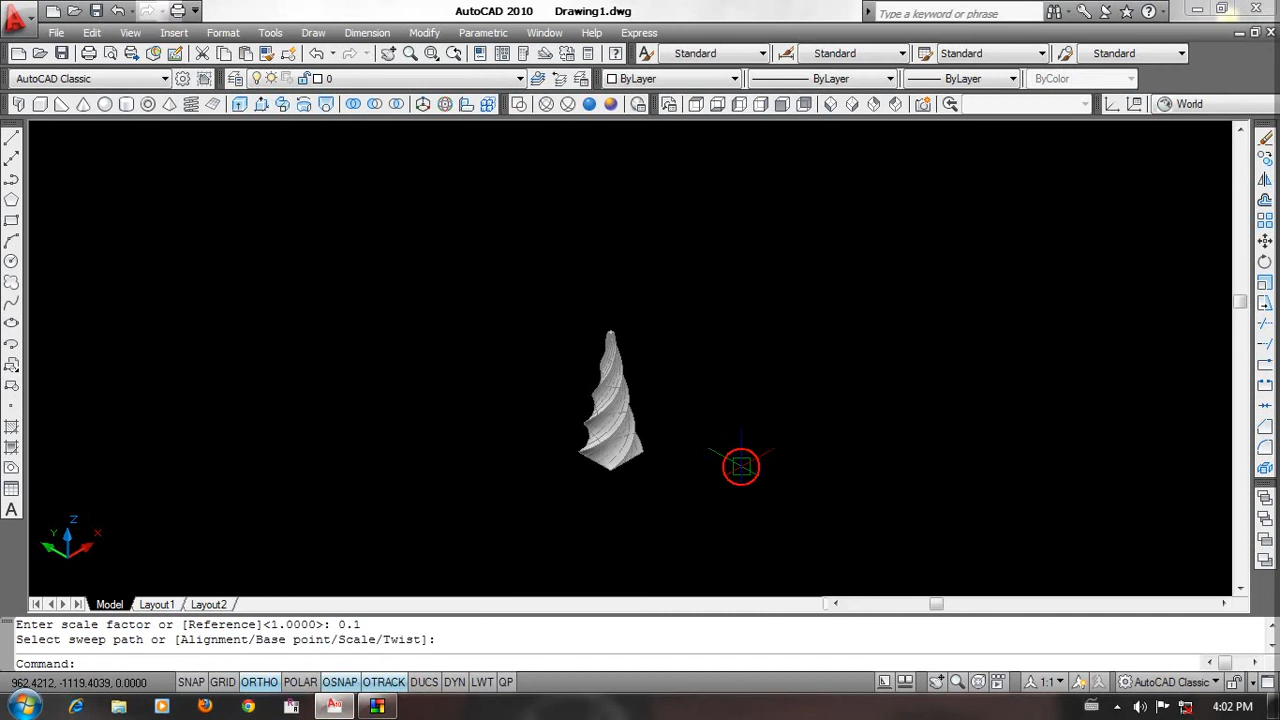 AutoCAD 2010 Drawing1.dwg
Type a keyword or phrase
File Edit View Insert Format Tools Draw Dimension Modify Parametric Window Help Express
Standard Standard Standard Standard
AutoCAD Classic 0 ByLayer ByLayer ByLayer ByColor
World
Z
Y X
Model Layout1 Layout2
Enter scale factor or [Reference]<1.0000>: 0.1
Select sweep path or [Alignment/Base point/Scale/Twist]:
Command:
962.4212, -1119.4039, 0.0000 SNAP GRID ORTHO POLAR OSNAP OTRACK DUCS DYN LWT QP 1:1 AutoCAD Classic
4:02 PM